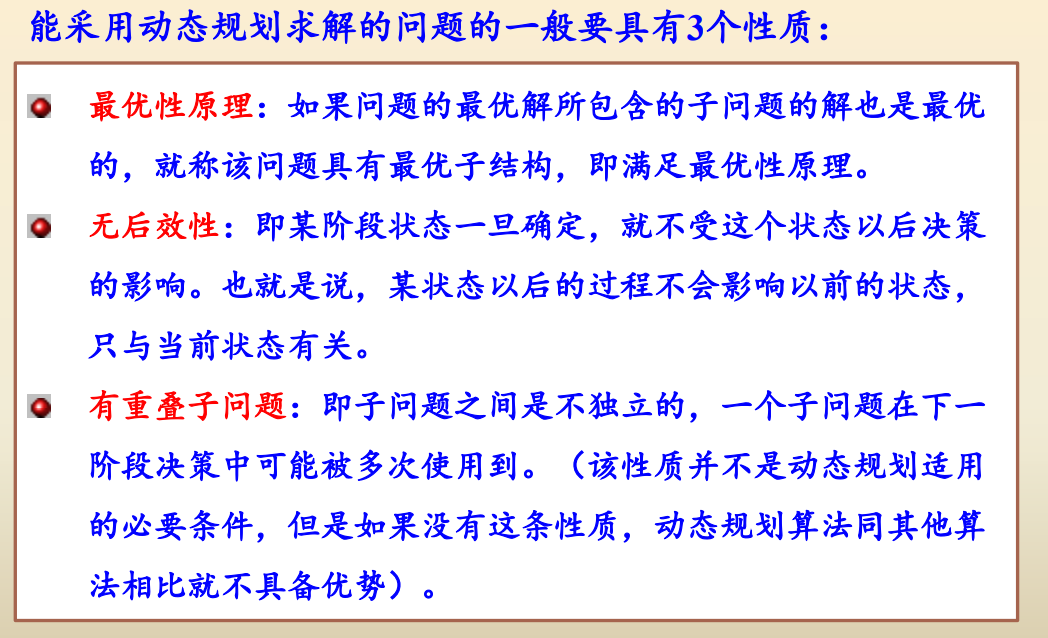 能采用动态规划求解的问题的一般要具有3个性质：
最优性原理：如果问题的最优解所包含的子问题的解也是最优
的，就称该问题具有最优子结构，即满足最优性原理。
无后效性：即某阶段状态一旦确定，就不受这个状态以后决策
的影响。也就是说，某状态以后的过程不会影响以前的状态，
只与当前状态有关。
有重叠子问题：即子问题之间是不独立的，一个子问题在下一
阶段决策中可能被多次使用到。（该性质并不是动态规划适用
的必要条件，但是如果没有这条性质，动态规划算法同其他算
法相比就不具备优势）。